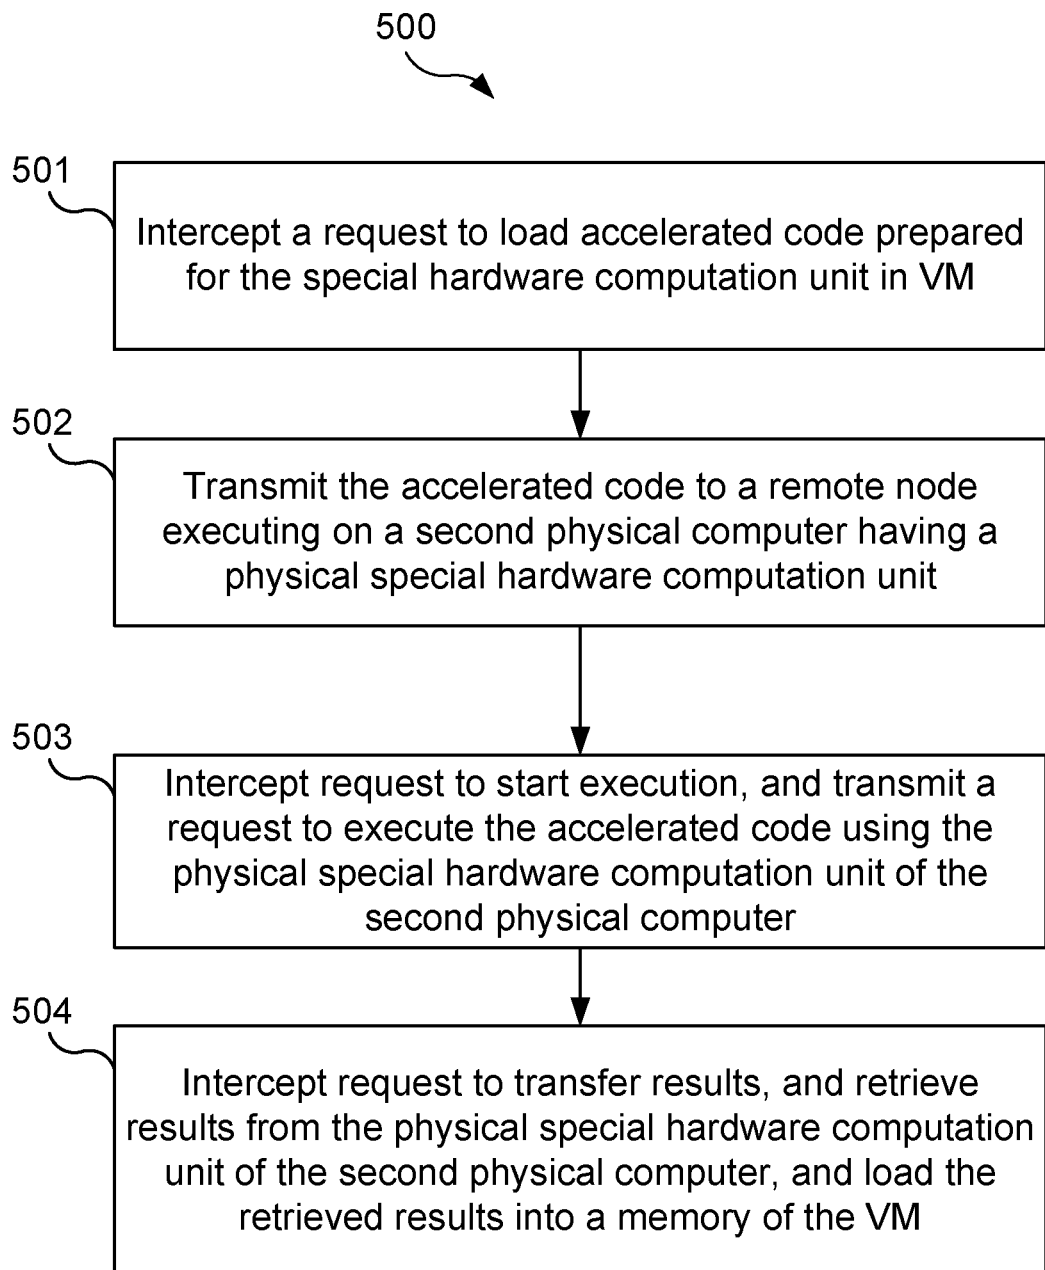 500
501
Intercept a request to load accelerated code prepared
for the special hardware computation unit in VM
502
Transmit the accelerated code to a remote node
executing on a second physical computer having a
physical special hardware computation unit
503
Intercept request to start execution, and transmit a
request to execute the accelerated code using the
physical special hardware computation unit of the
second physical computer
504
Intercept request to transfer results, and retrieve
results from the physical special hardware computation
unit of the second physical computer, and load the
retrieved results into a memory of the VM